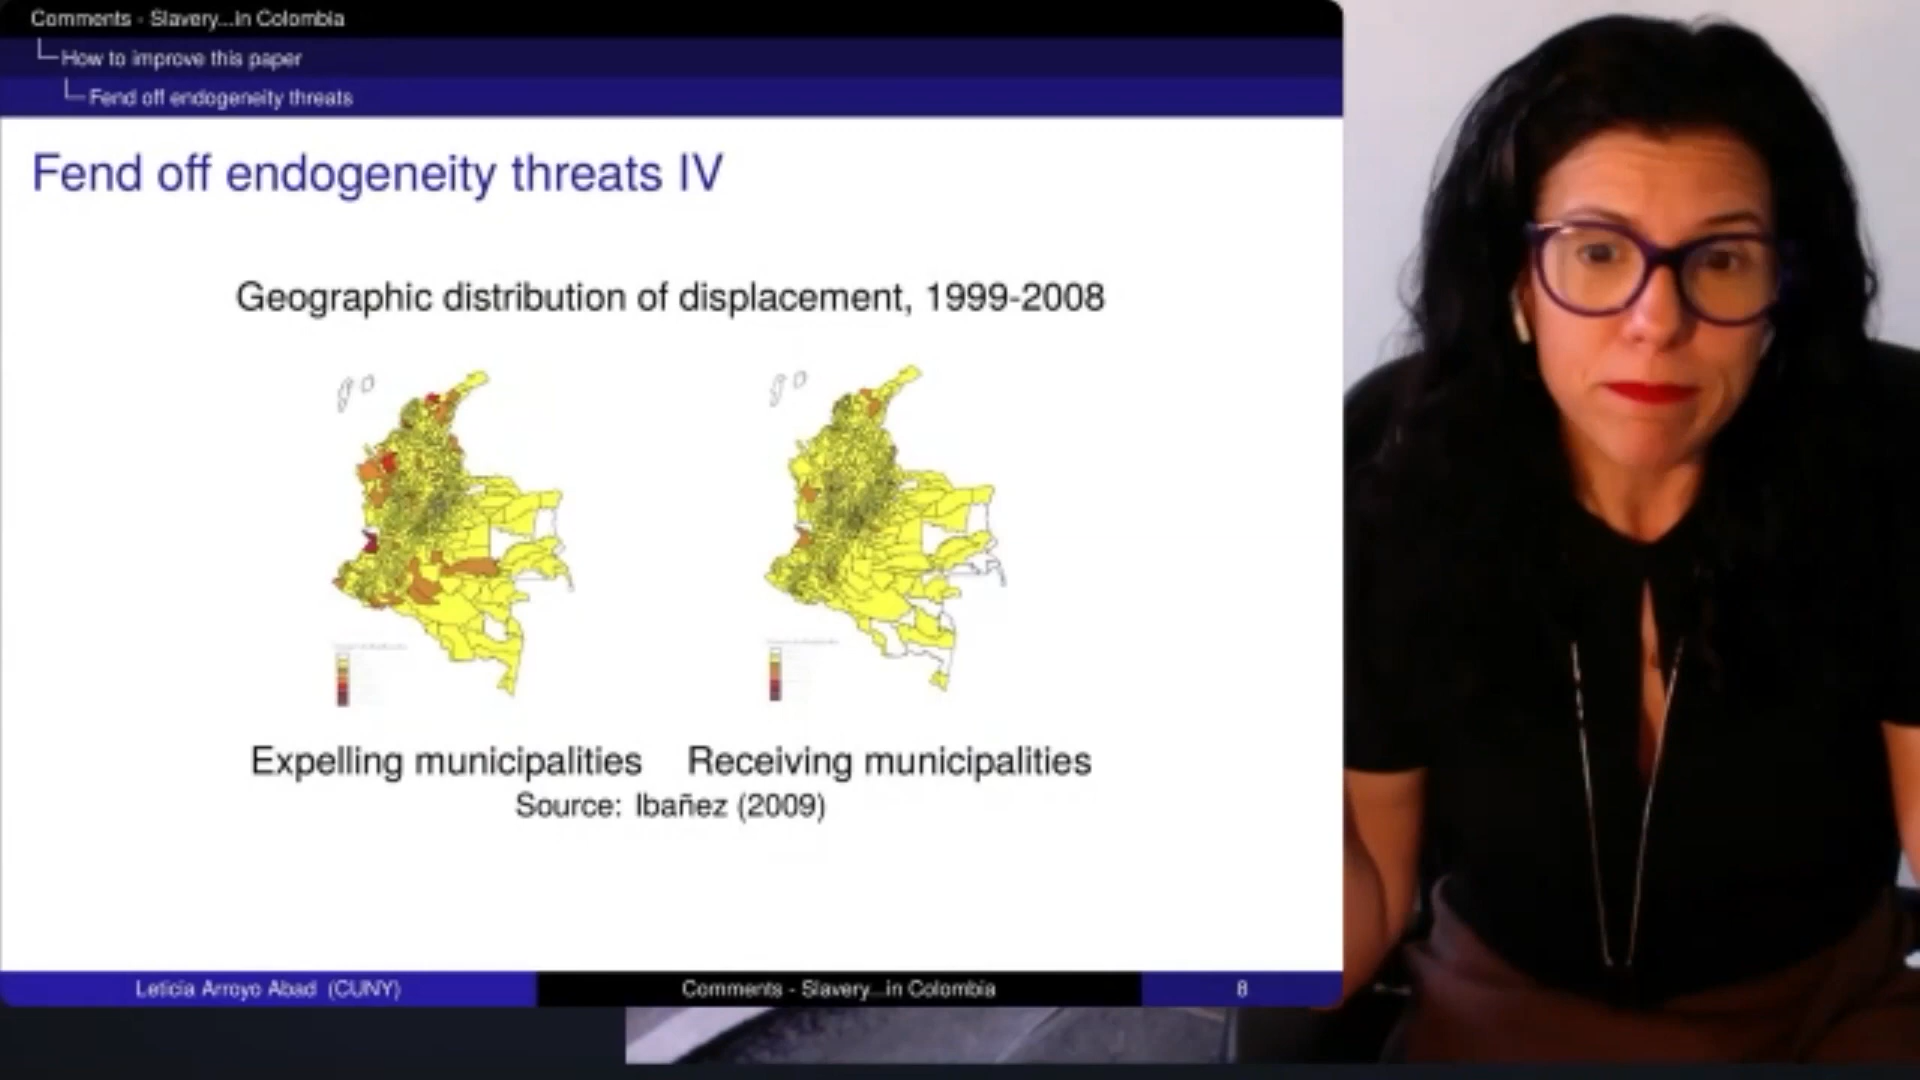 Comments - Slavery...in Colombia
How to improve this paper
Fend off endogeneity threats
Fend off endogeneity threats IV
Geographic distribution of displacement, 1999-2008
Expelling municipalities
Receiving municipalities
Source: Ibañez (2009)
Leticia Arroyo Abad (CUNY)
Comments - Slavery...in Colombia
8